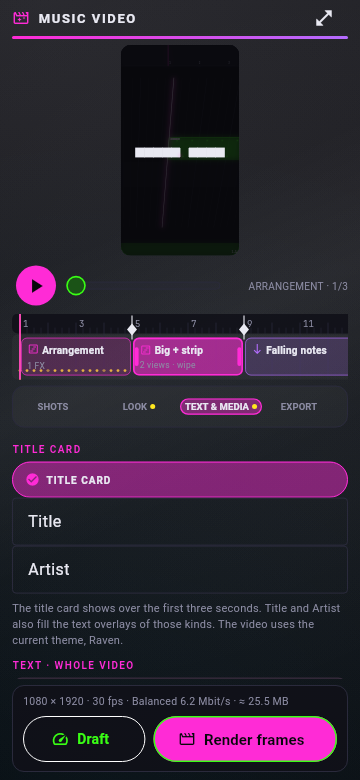 MUSIC VIDEO
ARRANGEMENT · 1/3
1 3 5 7 9 11
Arrangement
1 FX
Big + strip
2 views · wipe
Falling notes
SHOTS
LOOK
TEXT & MEDIA
EXPORT
TITLE CARD
TITLE CARD
Title
Artist
The title card shows over the first three seconds. Title and Artist
also fill the text overlays of those kinds. The video uses the
current theme, Raven.
TEXT · WHOLE VIDEO
1080 × 1920 · 30 fps · Balanced 6.2 Mbit/s · ≈ 25.5 MB
Draft
Render frames